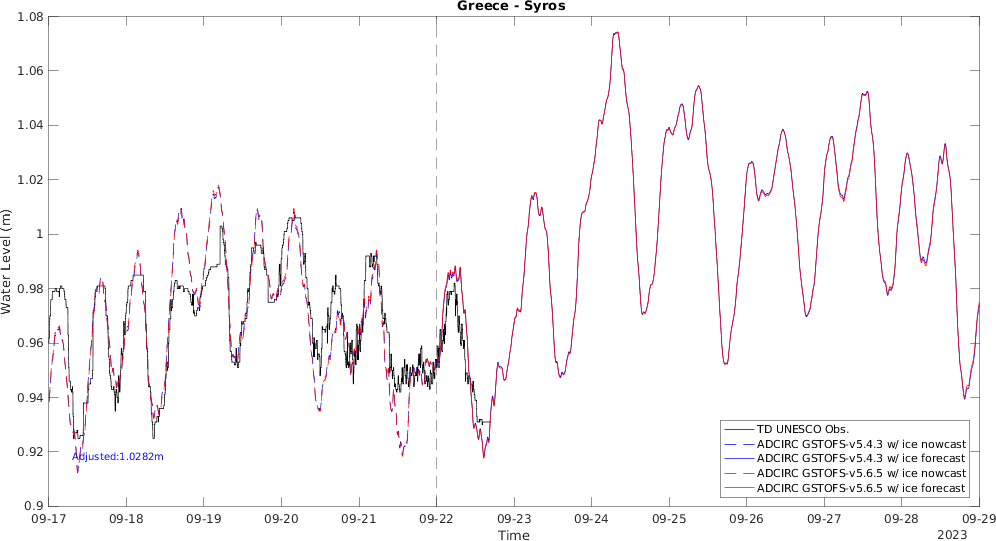 Greece - Syros
1.08
1.06
1.04
1.02
1
0.98
0.96
0.94
0.92
0.9
Water Level (m)
Adjusted:1.0282m
TD UNESCO Obs.
ADCIRC GSTOFS-v5.4.3 w/ ice nowcast
ADCIRC GSTOFS-v5.4.3 w/ ice forecast
ADCIRC GSTOFS-v5.6.5 w/ ice nowcast
ADCIRC GSTOFS-v5.6.5 w/ ice forecast
09-17 09-18 09-19 09-20 09-21 09-22 09-23 09-24 09-25 09-26 09-27 09-28 09-29
Time
2023